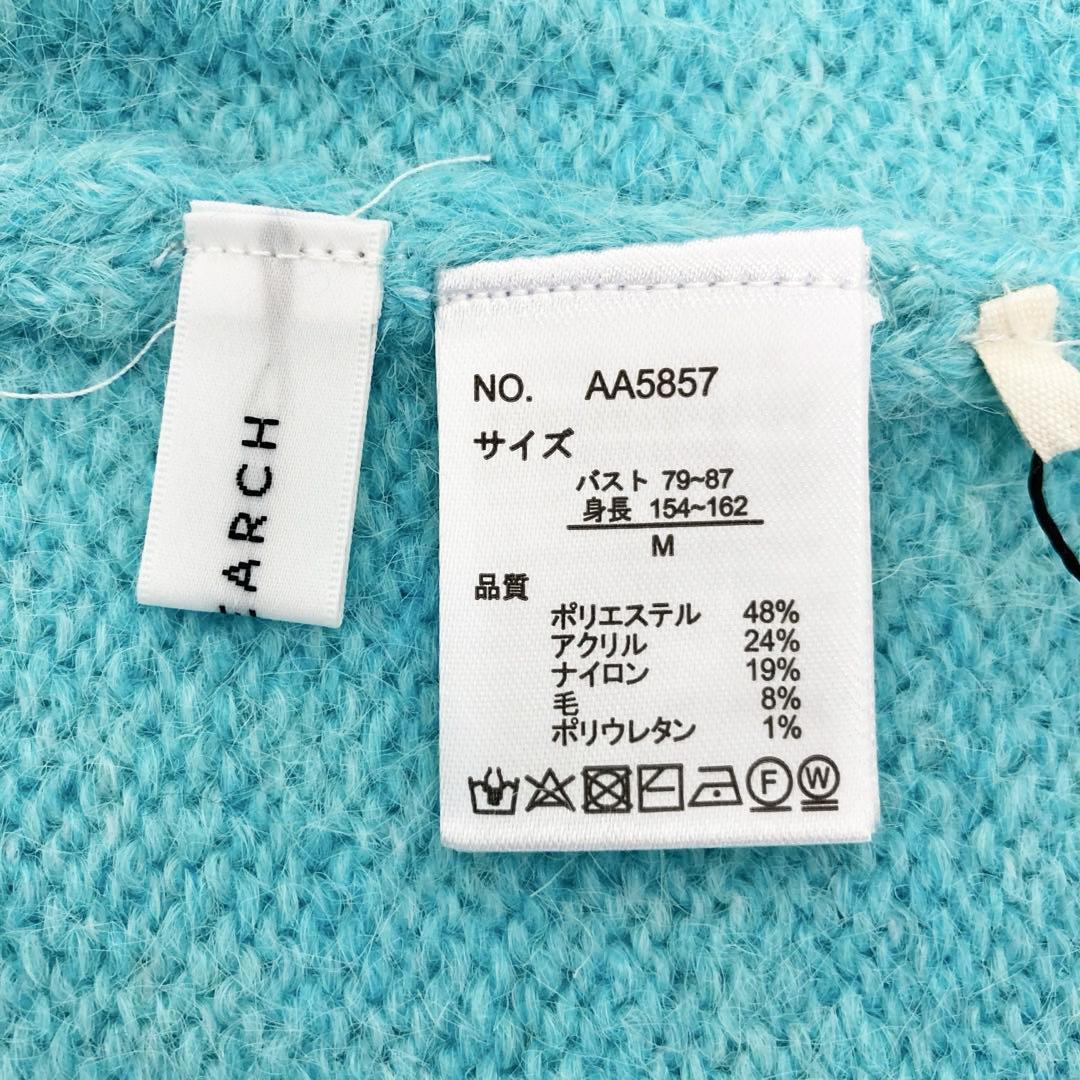 EARCH
NO. AA5857
サイズ
バスト 79~87
身長 154~162
M
品質
ポリエステル 48%
アクリル 24%
ナイロン 19%
毛 8%
ポリウレタン 1%
F W